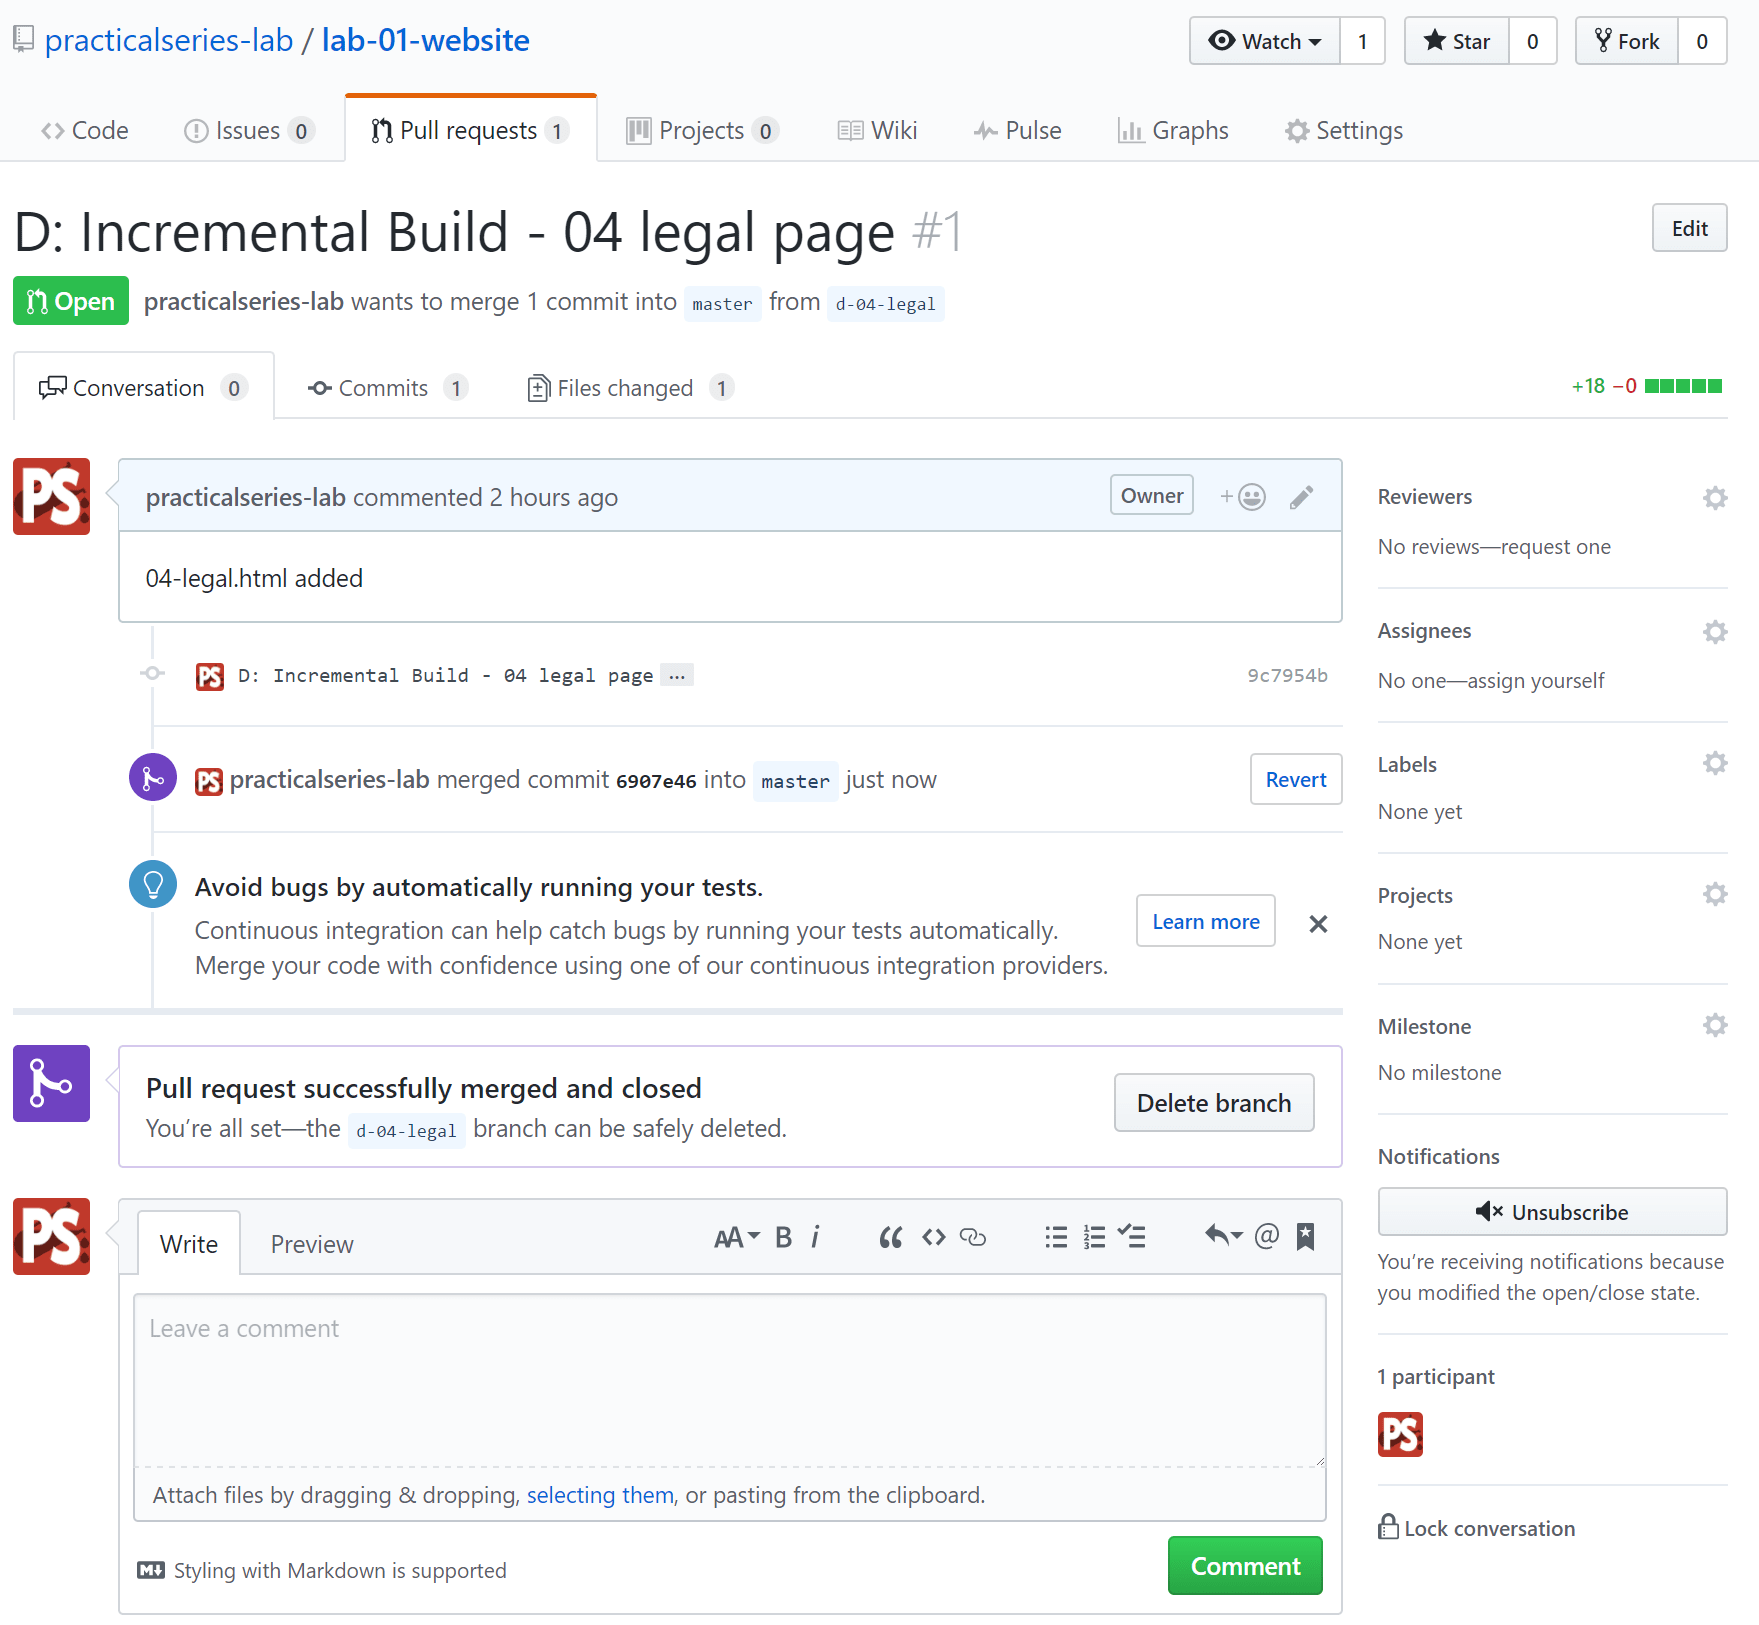 practicalseries-lab / lab-01-website
Watch 1 Star 0 Fork 0
Code Issues 0 Pull requests 1 Projects 0 Wiki Pulse Graphs Settings
D: Incremental Build - 04 legal page #1
Edit
Open practicalseries-lab wants to merge 1 commit into master from d-04-legal
Conversation 0 Commits 1 Files changed 1 +18 −0
PS
practicalseries-lab commented 2 hours ago Owner +
04-legal.html added
PS D: Incremental Build - 04 legal page ... 9c7954b
PS practicalseries-lab merged commit 6907e46 into master just now Revert
Avoid bugs by automatically running your tests.
Continuous integration can help catch bugs by running your tests automatically.
Merge your code with confidence using one of our continuous integration providers.
Learn more
Pull request successfully merged and closed
You’re all set—the d-04-legal branch can be safely deleted.
Delete branch
PS
Write Preview AA B i “ <> 1 2 3 @
Leave a comment
Attach files by dragging & dropping, selecting them, or pasting from the clipboard.
M Styling with Markdown is supported
Comment
Reviewers
No reviews—request one
Assignees
No one—assign yourself
Labels
None yet
Projects
None yet
Milestone
No milestone
Notifications
Unsubscribe
You’re receiving notifications because
you modified the open/close state.
1 participant
PS
Lock conversation